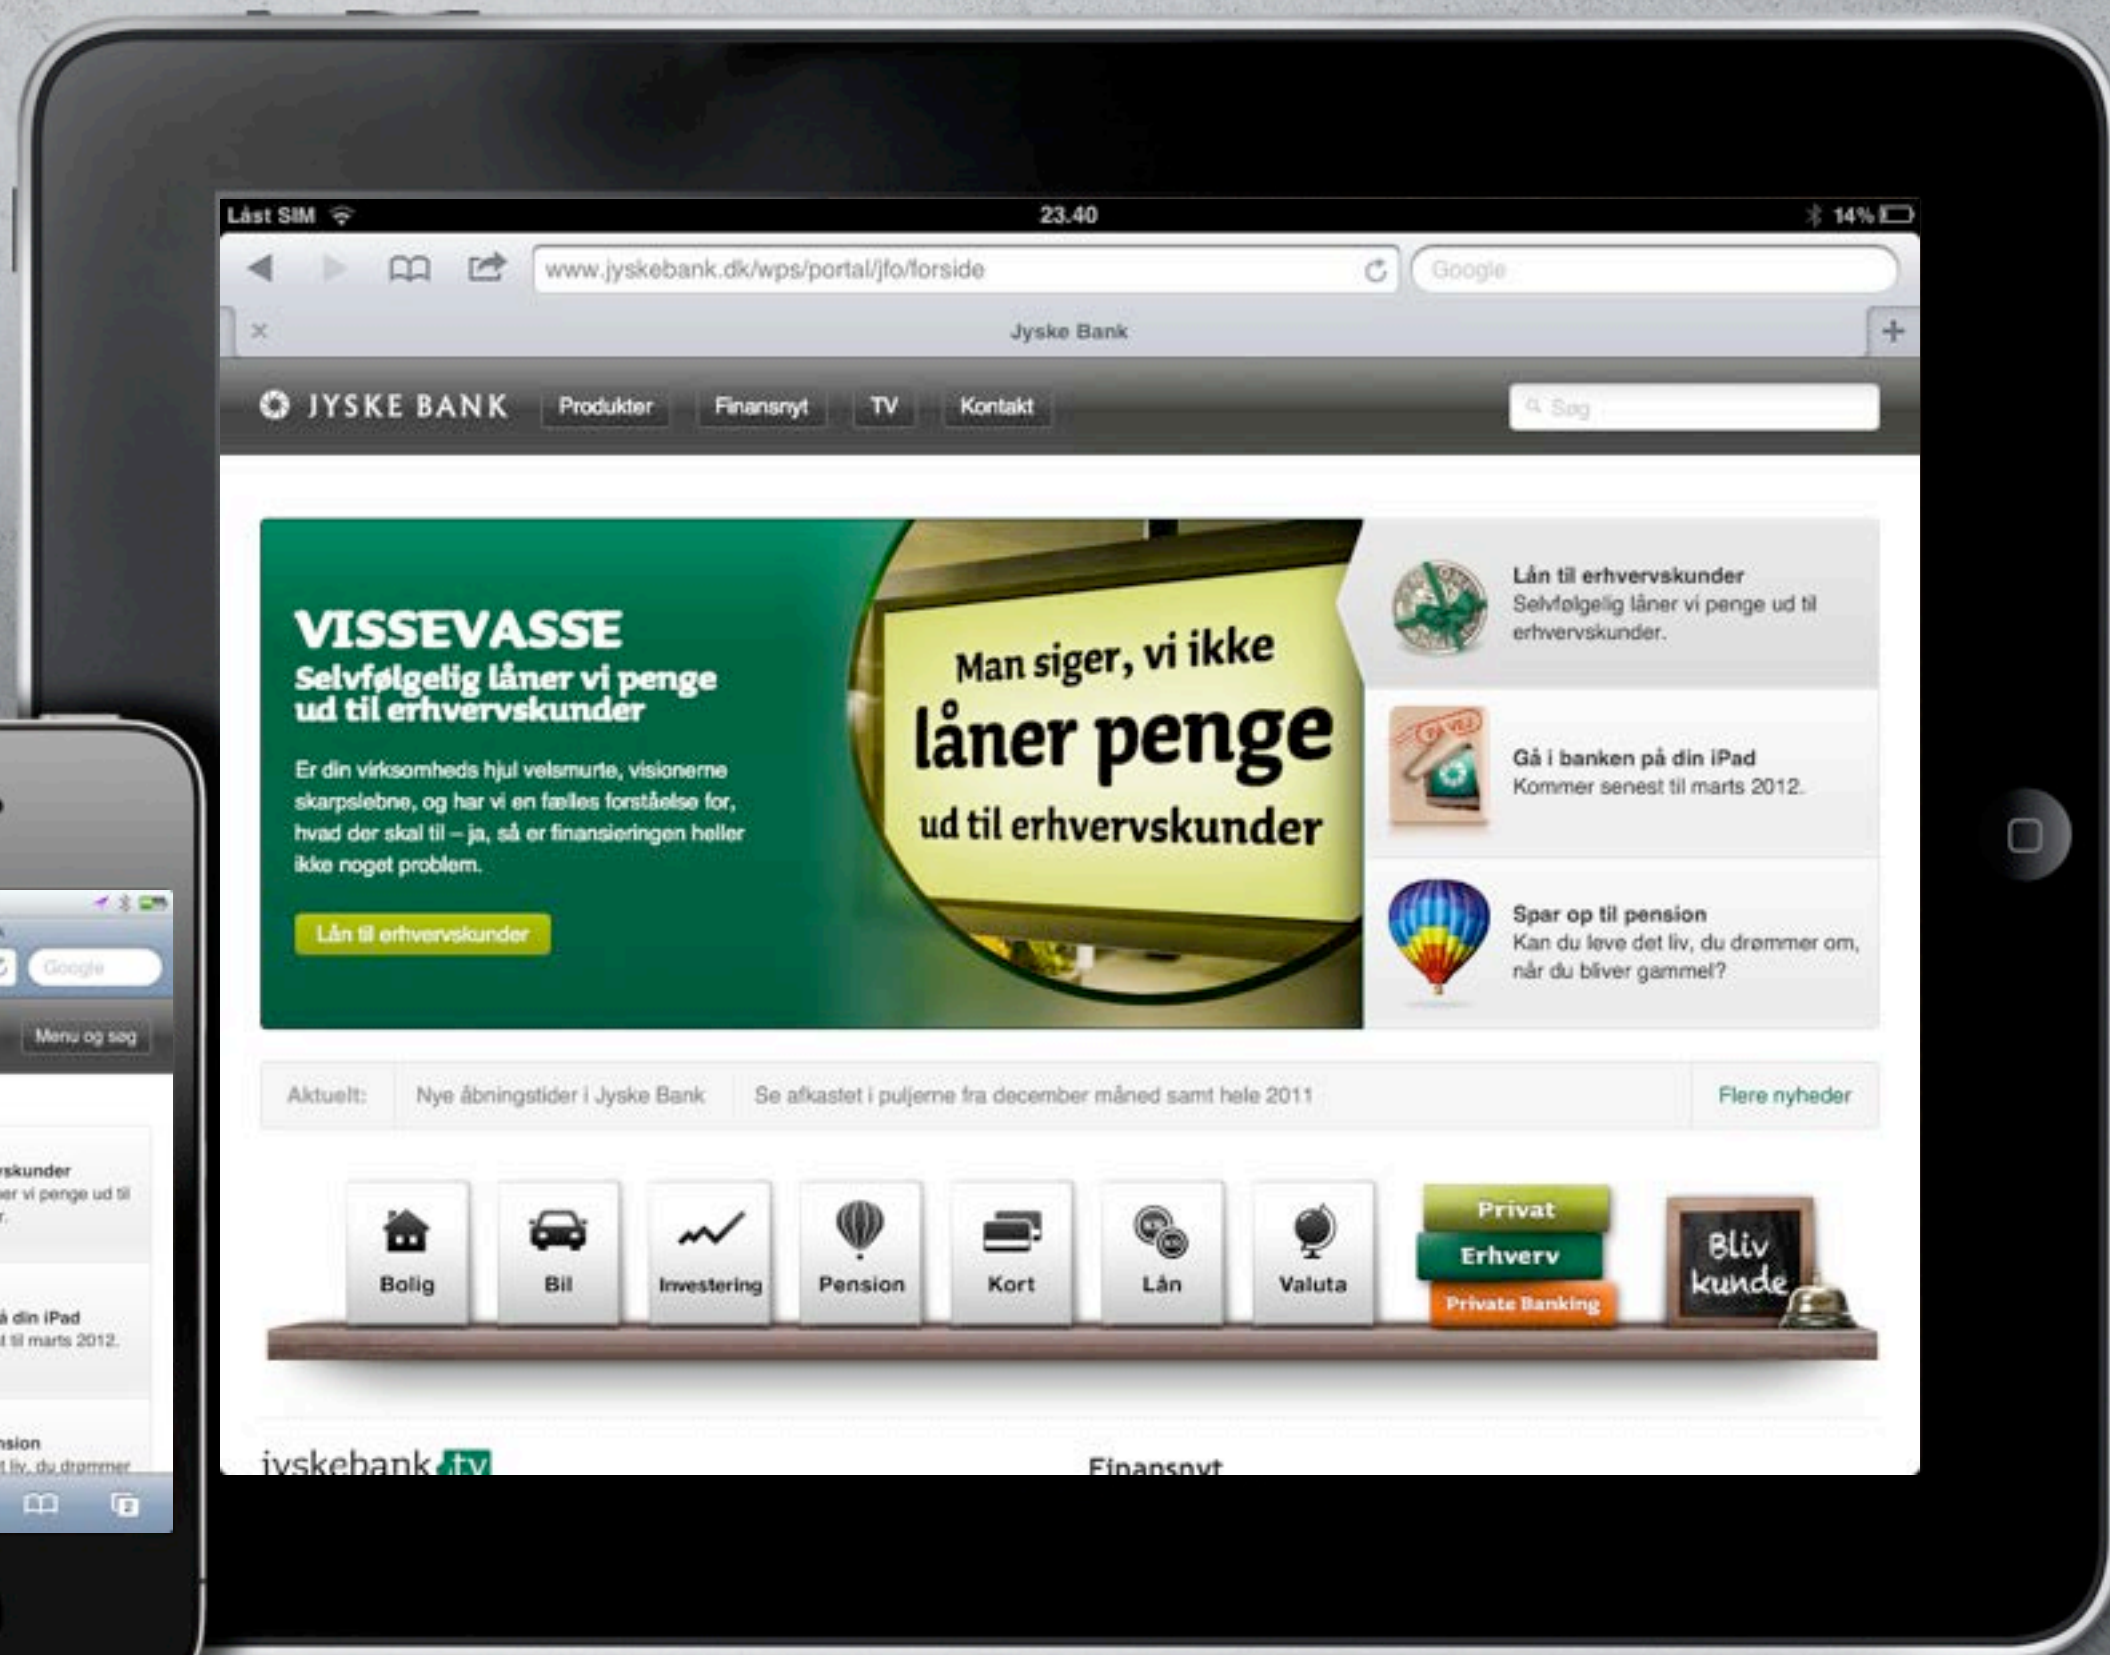 Låst SIM
23.40
14%
www.jyskebank.dk/wps/portal/jfo/forside
Google
Jyske Bank
JYSKE BANK
Produkter
Finansnyt
TV
Kontakt
Søg
VISSEVASSE
Selvfølgelig låner vi penge
ud til erhvervskunder
Er din virksomheds hjul velsmurte, visionerne
skarpslebne, og har vi en fælles forståelse for,
hvad der skal til – ja, så er finansieringen heller
ikke noget problem.
Lån til erhvervskunder
Man siger, vi ikke
låner penge
ud til erhvervskunder
Lån til erhvervskunder
Selvfølgelig låner vi penge ud til
erhvervskunder.
PÅ VEJ
Gå i banken på din iPad
Kommer senest til marts 2012.
Spar op til pension
Kan du leve det liv, du drømmer om,
når du bliver gammel?
Aktuelt:
Nye åbningstider i Jyske Bank
Se afkastet i puljerne fra december måned samt hele 2011
Flere nyheder
Bolig
Bil
Investering
Pension
Kort
Lån
Valuta
Privat
Erhverv
Private Banking
Bliv
kunde
jyskebank.tv
Finansnyt
Google
Menu og søg
vskunder
er vi penge ud til
r.
å din iPad
t til marts 2012.
nsion
t liv, du drømmer
2